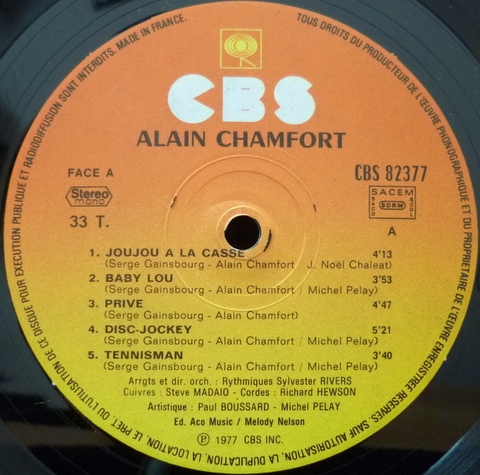 TOUS DROITS DU PRODUCTEUR DE L'ŒUVRE PHONOGRAPHIQUE ET DU PROPRIETAIRE DE L'ŒUVRE ENREGISTREE RESERVES. SAUF AUTORISATION, LA DUPLICATION, LA LOCATION, LE PRET, OU L'UTILISATION DE CE DISQUE POUR EXECUTION PUBLIQUE ET RADIODIFFUSION SONT INTERDITS. MADE IN FRANCE.
CBS
ALAIN CHAMFORT
FACE A
CBS 82377
Stereo
mono
SACEM
SACD
SDRM
SGDL
33 T.
A
1. JOUJOU A LA CASSE 4'13
(Serge Gainsbourg - Alain Chamfort / J. Noël Chaleat)
2. BABY LOU 3'53
(Serge Gainsbourg - Alain Chamfort / Michel Pelay)
3. PRIVE 4'47
(Serge Gainsbourg - Alain Chamfort)
4. DISC-JOCKEY 5'21
(Serge Gainsbourg - Alain Chamfort / Michel Pelay)
5. TENNISMAN 3'40
(Serge Gainsbourg - Alain Chamfort / Michel Pelay)
Arrgts et dir. orch. : Rythmiques Sylvester RIVERS
Cuivres : Steve MADAIO - Cordes : Richard HEWSON
Artistique : Paul BOUSSARD - Michel PELAY
Ed. Aco Music / Melody Nelson
℗ 1977 CBS INC.